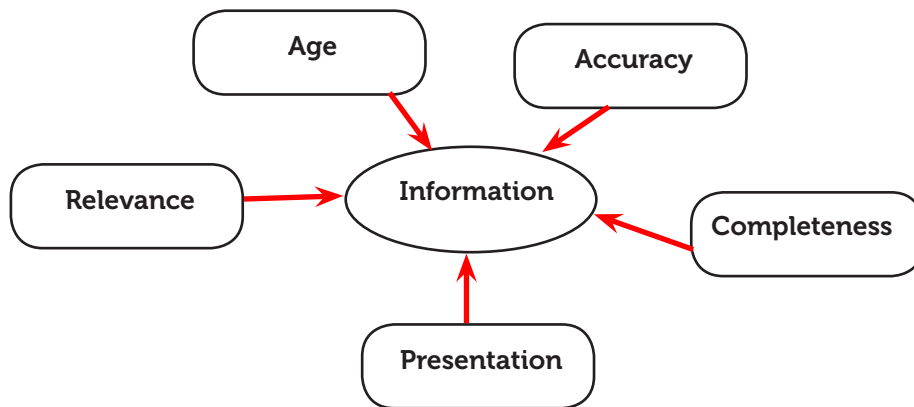 Age
Accuracy
Relevance
Information
Completeness
Presentation